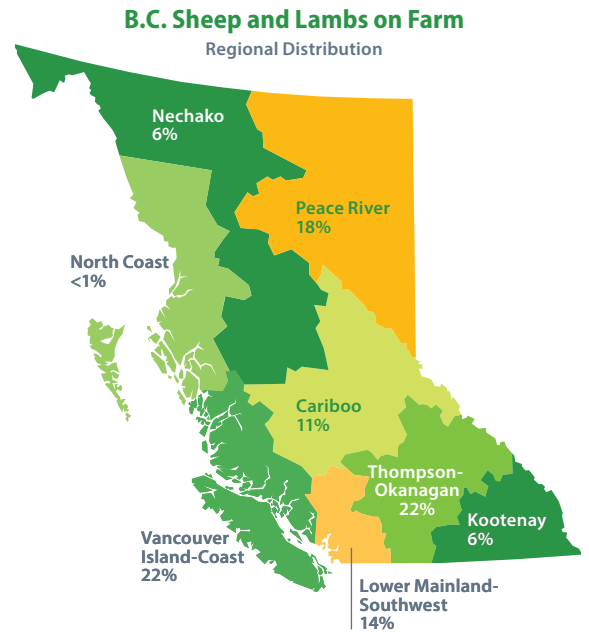 B.C. Sheep and Lambs on Farm
Regional Distribution
Nechako
6%
Peace River
18%
North Coast
<1%
Cariboo
11%
Thompson-
Okanagan
22%
Kootenay
6%
Vancouver
Island-Coast
22%
Lower Mainland-
Southwest
14%